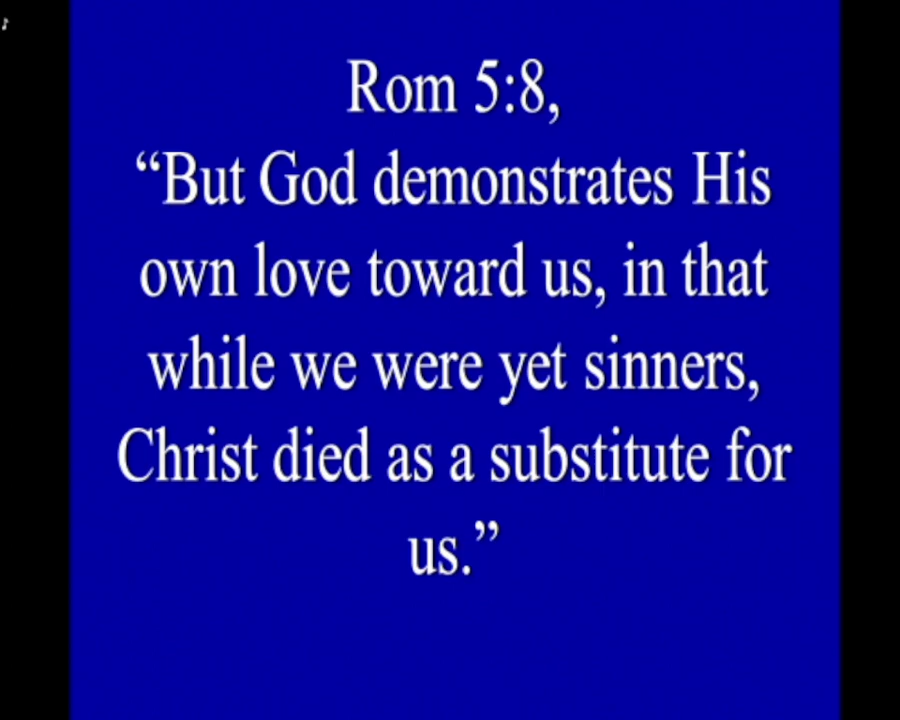 Rom 5:8,
“But God demonstrates His
own love toward us, in that
while we were yet sinners,
Christ died as a substitute for
us.”